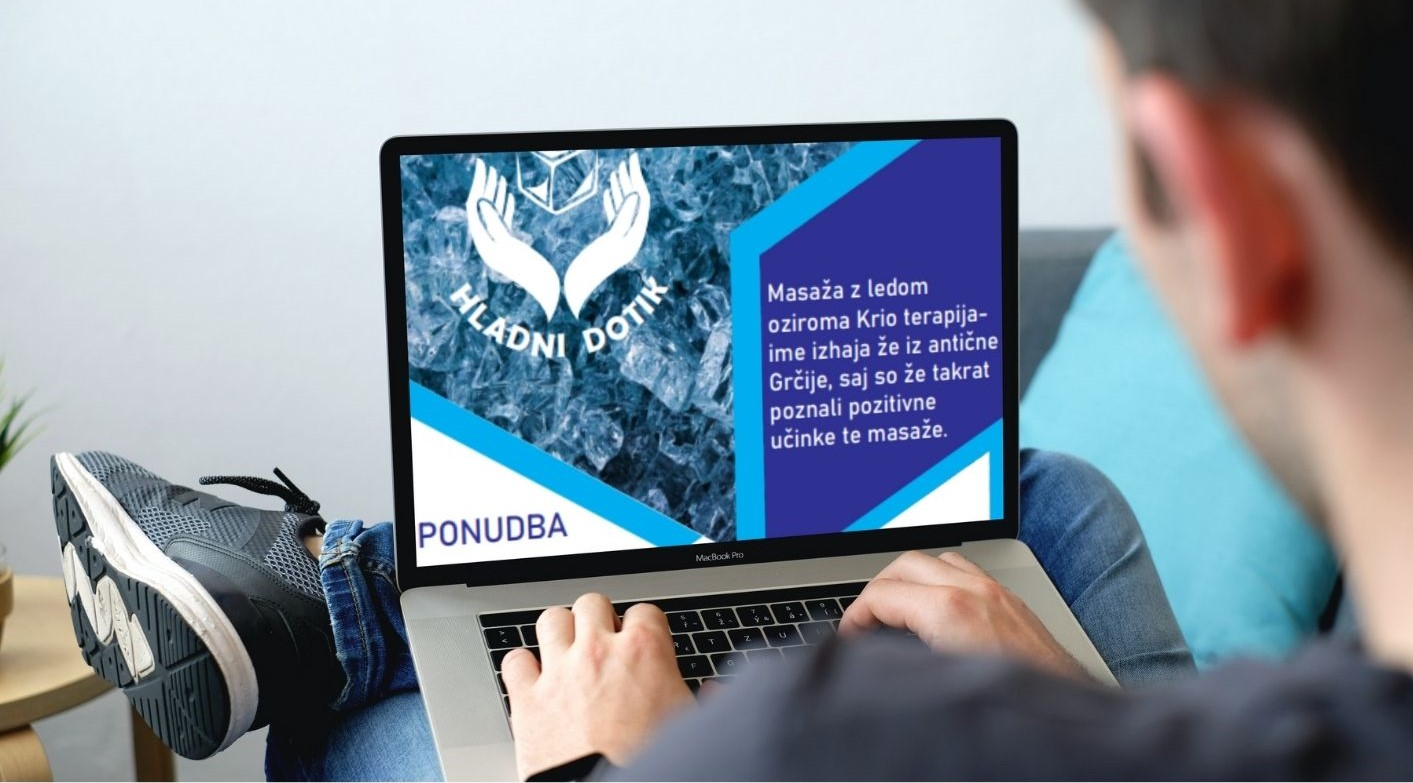 HLADNI DOTIK
Masaža z ledom
oziroma Krio terapija-
ime izhaja že iz antične
Grčije, saj so že takrat
poznali pozitivne
učinke te masaže.
PONUDBA
MacBook Pro
R T Z U
F G